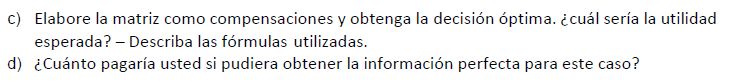 c) Elabore la matriz como compensaciones y obtenga la decisión óptima. ¿cuál sería la utilidad
esperada? – Describa las fórmulas utilizadas.
d) ¿Cuánto pagaría usted si pudiera obtener la información perfecta para este caso?